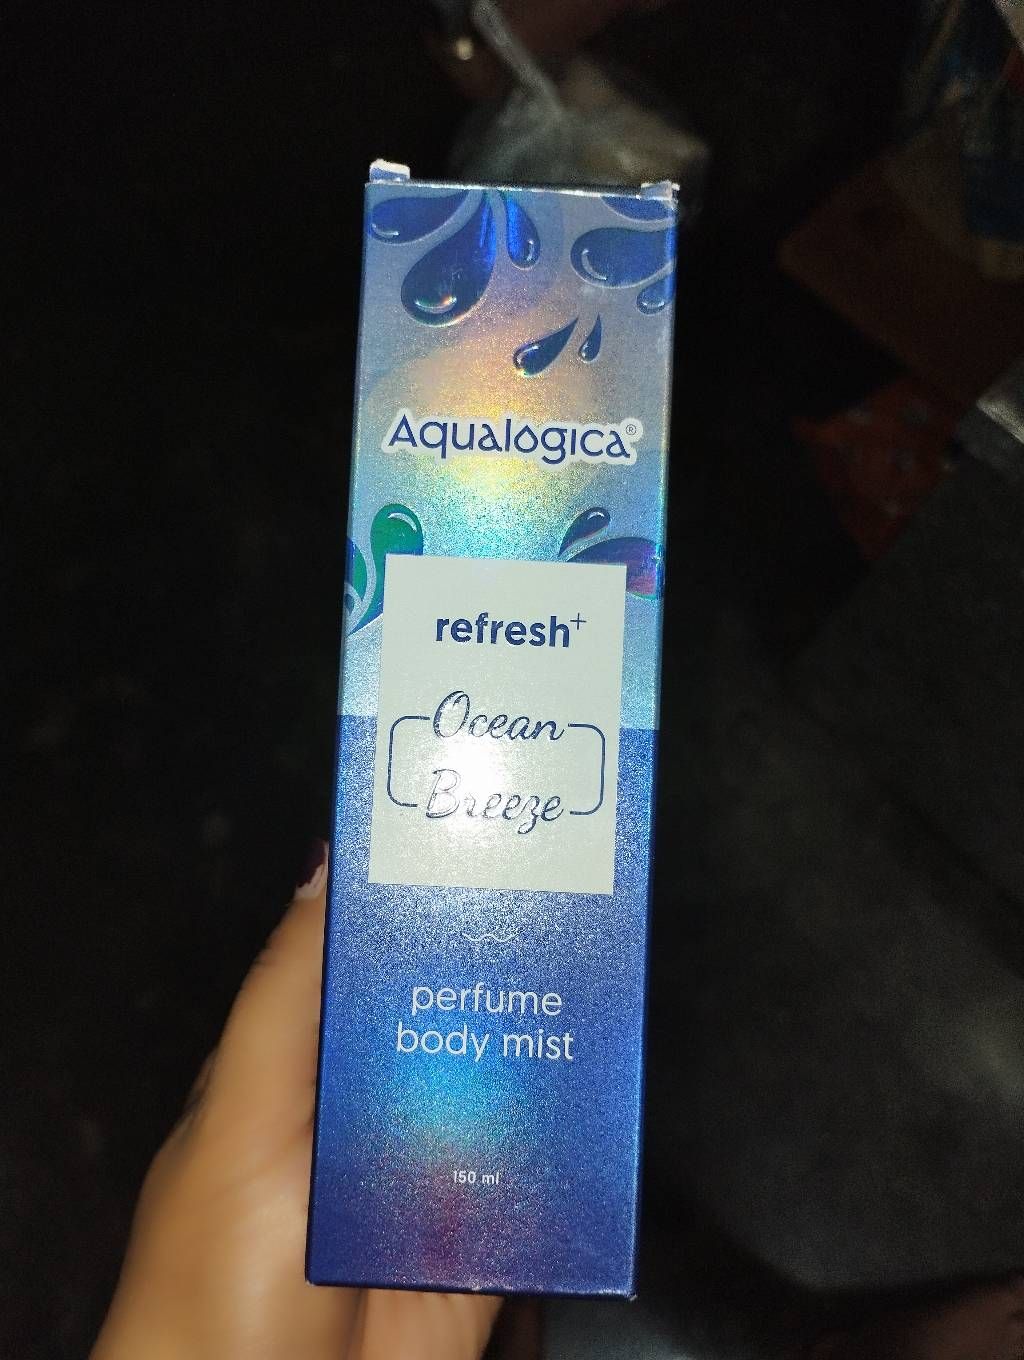 Aqualogica®
refresh+
Ocean
Breeze
perfume
body mist
150 ml